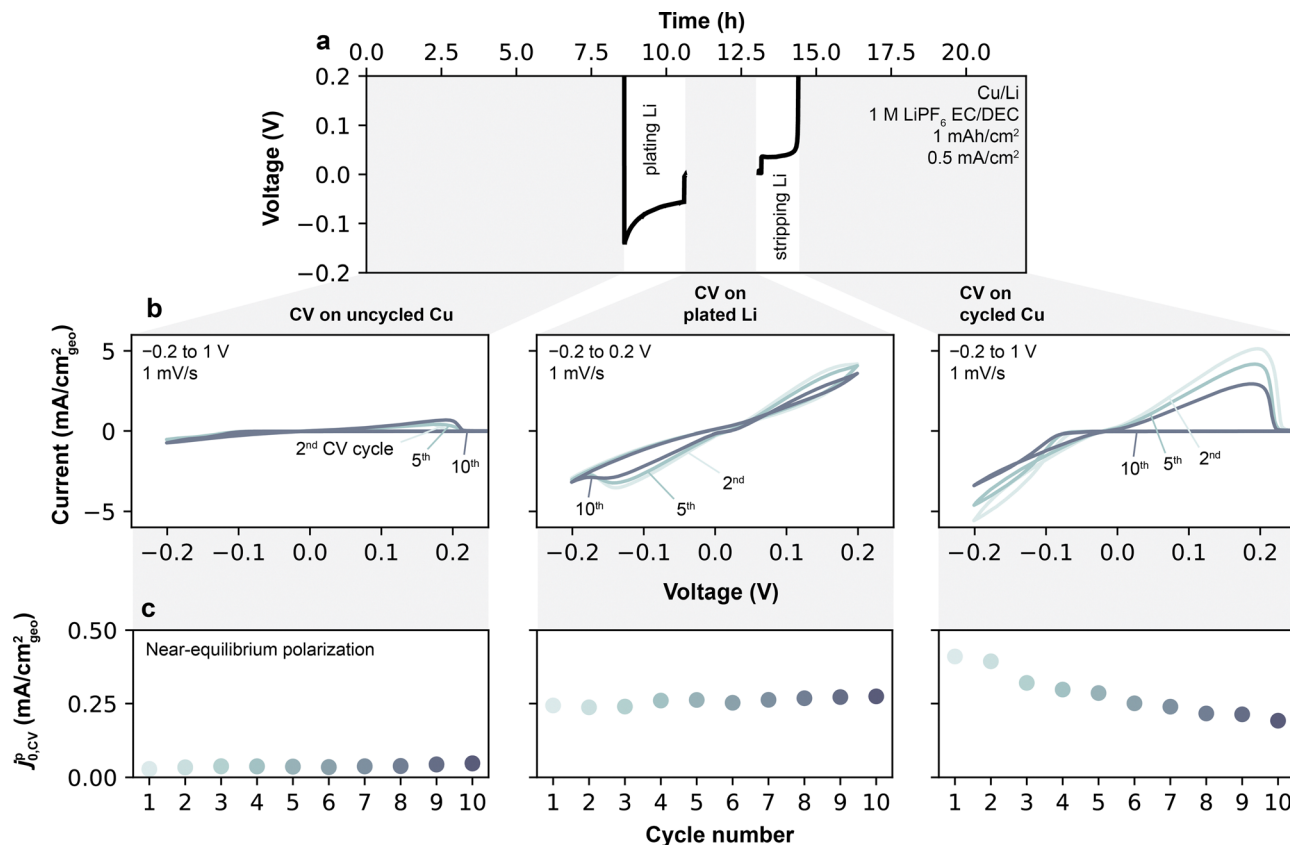 Time (h)
a
0.0 2.5 5.0 7.5 10.0 12.5 15.0 17.5 20.0
Voltage (V)
0.2
0.1
0.0
−0.1
−0.2
plating Li
stripping Li
Cu/Li
1 M LiPF₆ EC/DEC
1 mAh/cm²
0.5 mA/cm²
b
CV on uncycled Cu
CV on
plated Li
CV on
cycled Cu
Current (mA/cm²geo)
5
0
−5
−0.2 to 1 V
1 mV/s
2nd CV cycle
5th
10th
−0.2 −0.1 0.0 0.1 0.2
−0.2 to 0.2 V
1 mV/s
10th
5th
2nd
−0.2 −0.1 0.0 0.1 0.2
−0.2 to 1 V
1 mV/s
10th
5th
2nd
−0.2 −0.1 0.0 0.1 0.2
Voltage (V)
c
jᵖ0,CV (mA/cm²geo)
0.50
0.25
0.00
Near-equilibrium polarization
1 2 3 4 5 6 7 8 9 10
1 2 3 4 5 6 7 8 9 10
1 2 3 4 5 6 7 8 9 10
Cycle number